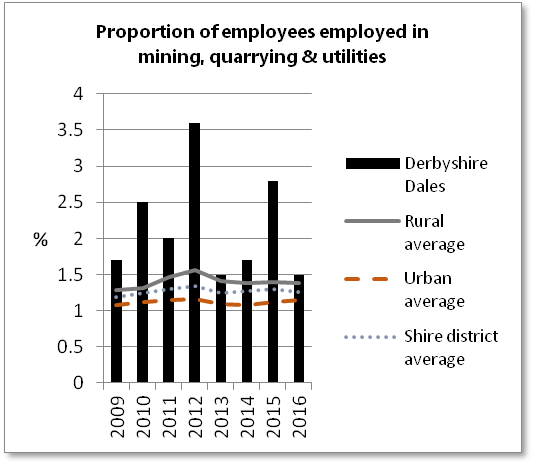 Proportion of employees employed in
mining, quarrying & utilities
4
3.5
3
2.5
2
1.5
1
0.5
0
%
2009
2010
2011
2012
2013
2014
2015
2016
Derbyshire
Dales
Rural
average
Urban
average
Shire district
average